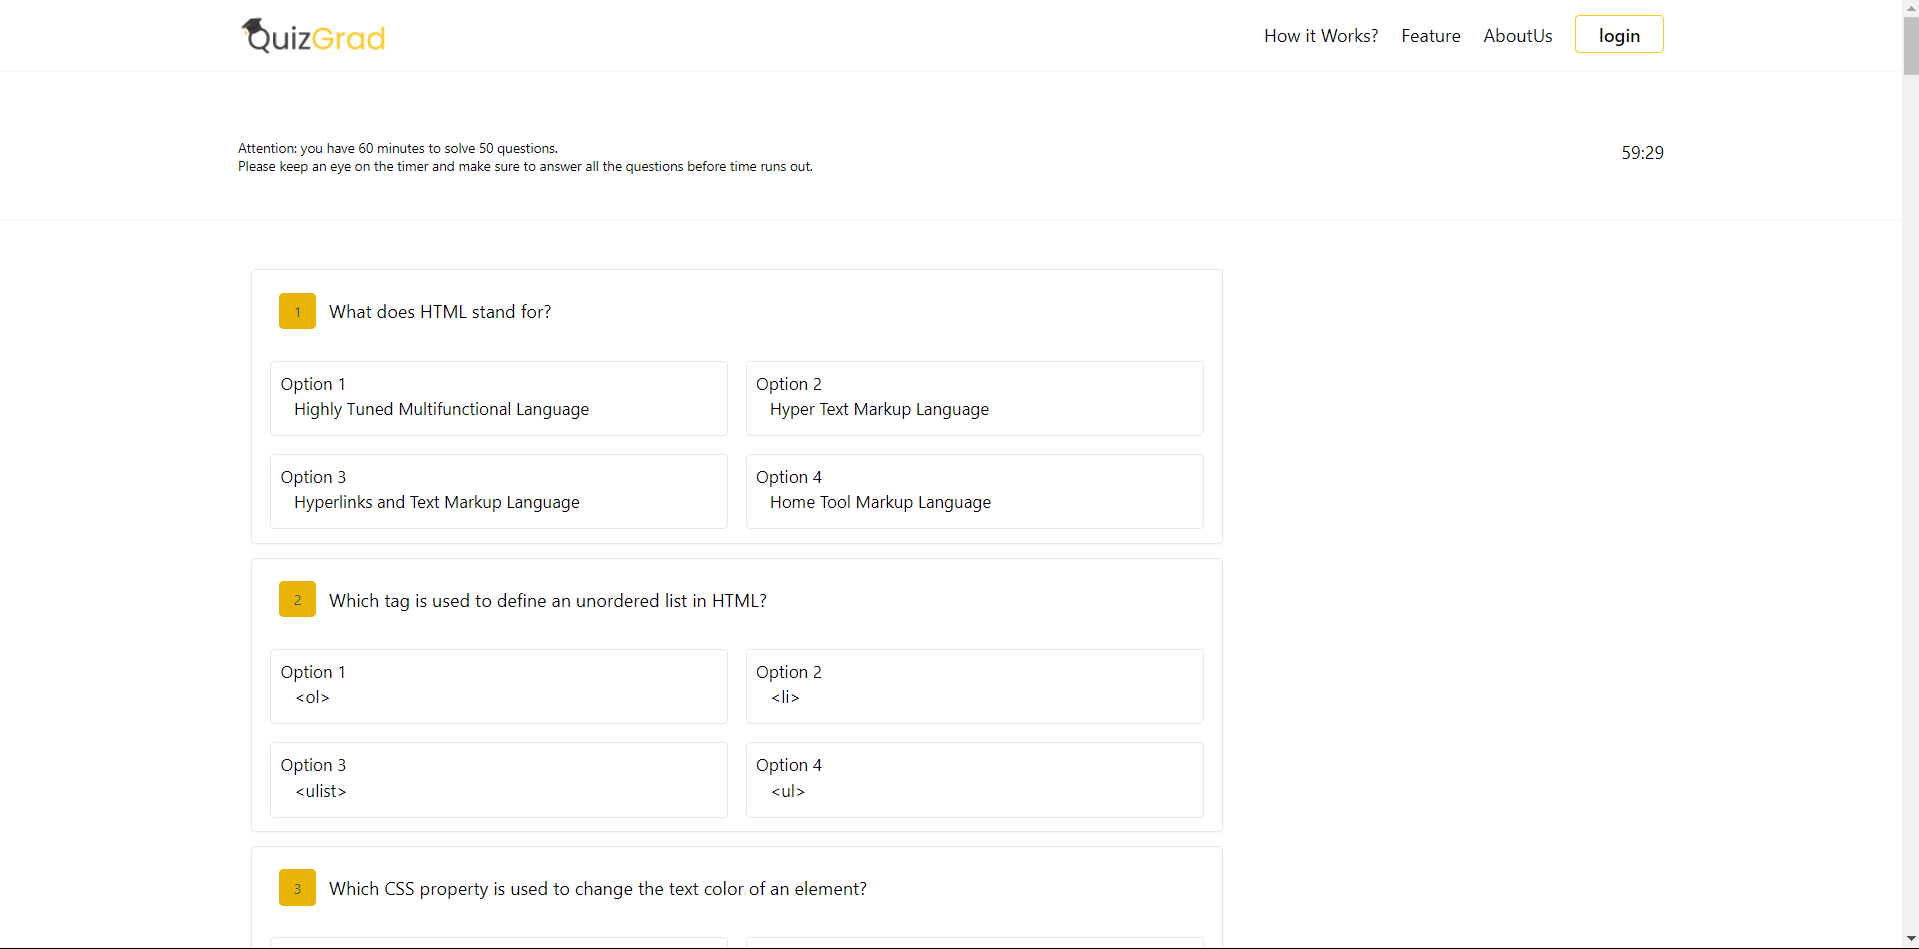 QuizGrad
How it Works?
Feature
AboutUs
login
Attention: you have 60 minutes to solve 50 questions.
Please keep an eye on the timer and make sure to answer all the questions before time runs out.
59:29
1 What does HTML stand for?
Option 1
Highly Tuned Multifunctional Language
Option 2
Hyper Text Markup Language
Option 3
Hyperlinks and Text Markup Language
Option 4
Home Tool Markup Language
2 Which tag is used to define an unordered list in HTML?
Option 1
<ol>
Option 2
<li>
Option 3
<ulist>
Option 4
<ul>
3 Which CSS property is used to change the text color of an element?